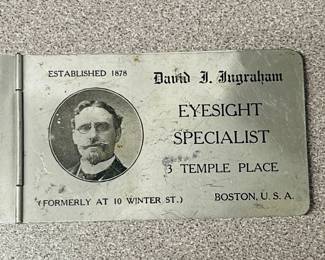 ESTABLISHED 1878
David J. Ingraham
EYESIGHT
SPECIALIST
3 TEMPLE PLACE
(FORMERLY AT 10 WINTER ST.)
BOSTON, U. S. A.